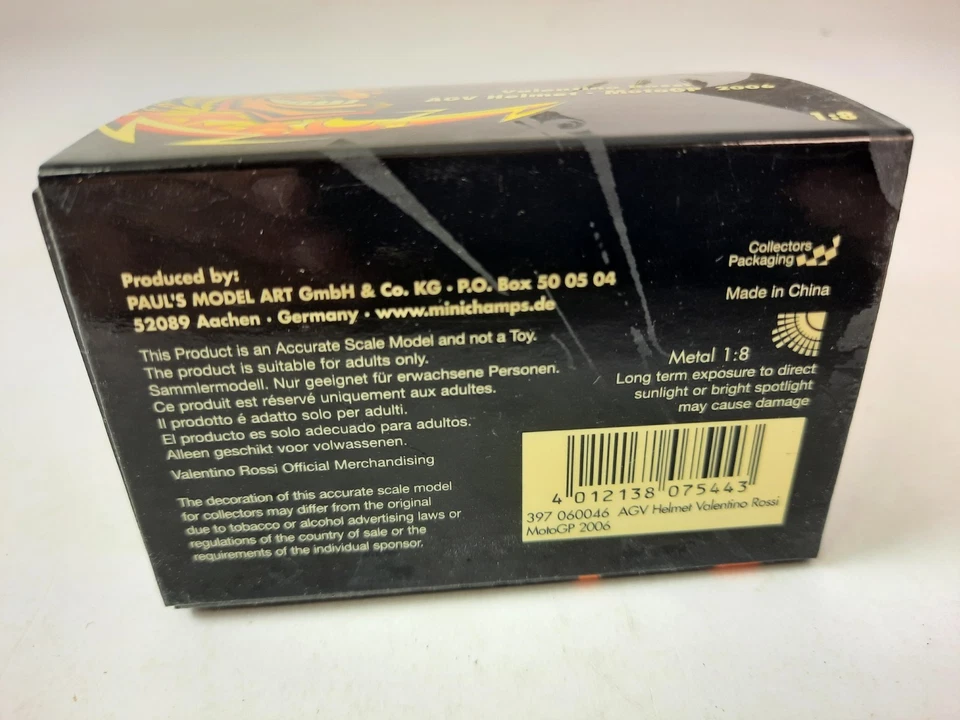 Valentino Rossi
AGV Helmet · MotoGP 2006
1:8
Produced by:
PAUL'S MODEL ART GmbH & Co. KG · P.O. Box 50 05 04
52089 Aachen · Germany · www.minichamps.de
This Product is an Accurate Scale Model and not a Toy.
The product is suitable for adults only.
Sammlermodell. Nur geeignet für erwachsene Personen.
Ce produit est réservé uniquement aux adultes.
Il prodotto é adatto solo per adulti.
El producto es solo adecuado para adultos.
Alleen geschikt voor volwassenen.
Valentino Rossi Official Merchandising
The decoration of this accurate scale model
for collectors may differ from the original
due to tobacco or alcohol advertising laws or
regulations of the country of sale or the
requirements of the individual sponsor.
Collectors
Packaging
Made in China
Metal 1:8
Long term exposure to direct
sunlight or bright spotlight
may cause damage
4 012138 075443
397 060046 AGV Helmet Valentino Rossi
MotoGP 2006